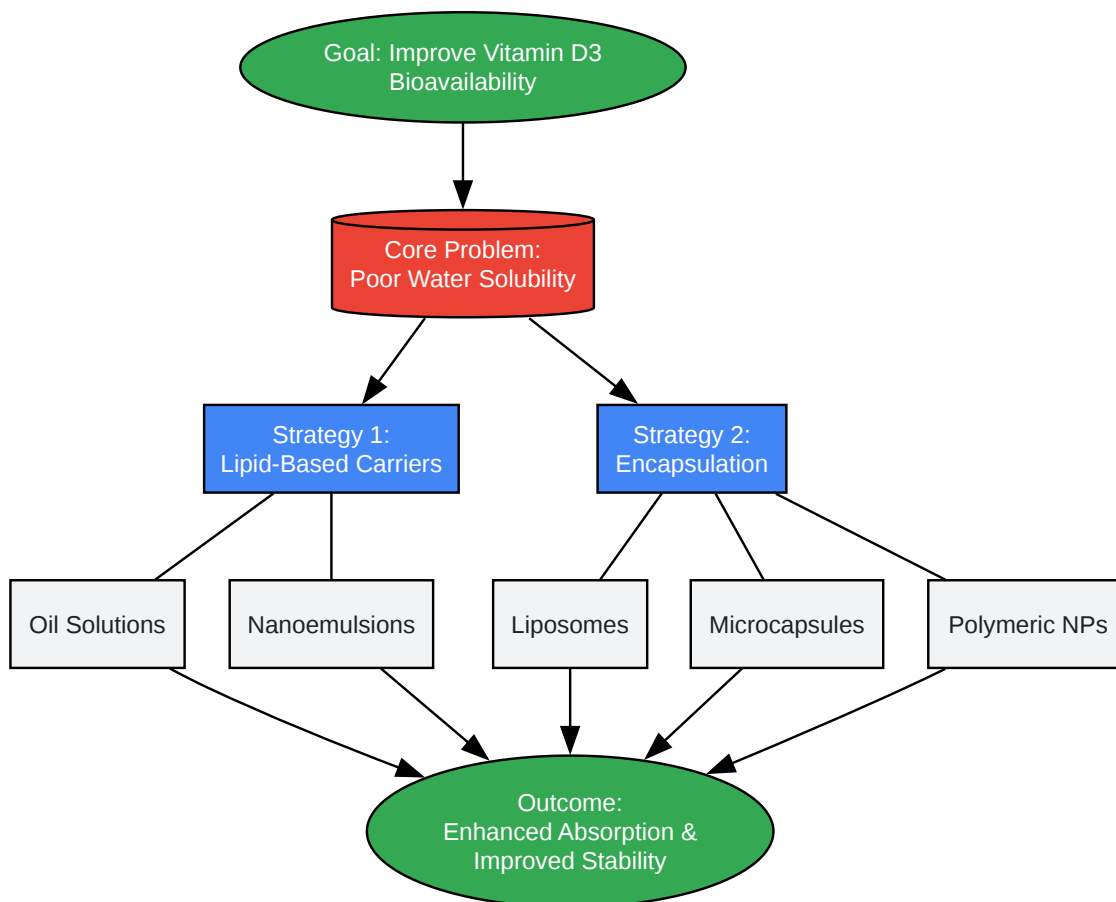 Goal: Improve Vitamin D3
Bioavailability
Core Problem:
Poor Water Solubility
Strategy 1:
Lipid-Based Carriers
Strategy 2:
Encapsulation
Oil Solutions
Nanoemulsions
Liposomes
Microcapsules
Polymeric NPs
Outcome:
Enhanced Absorption &
Improved Stability